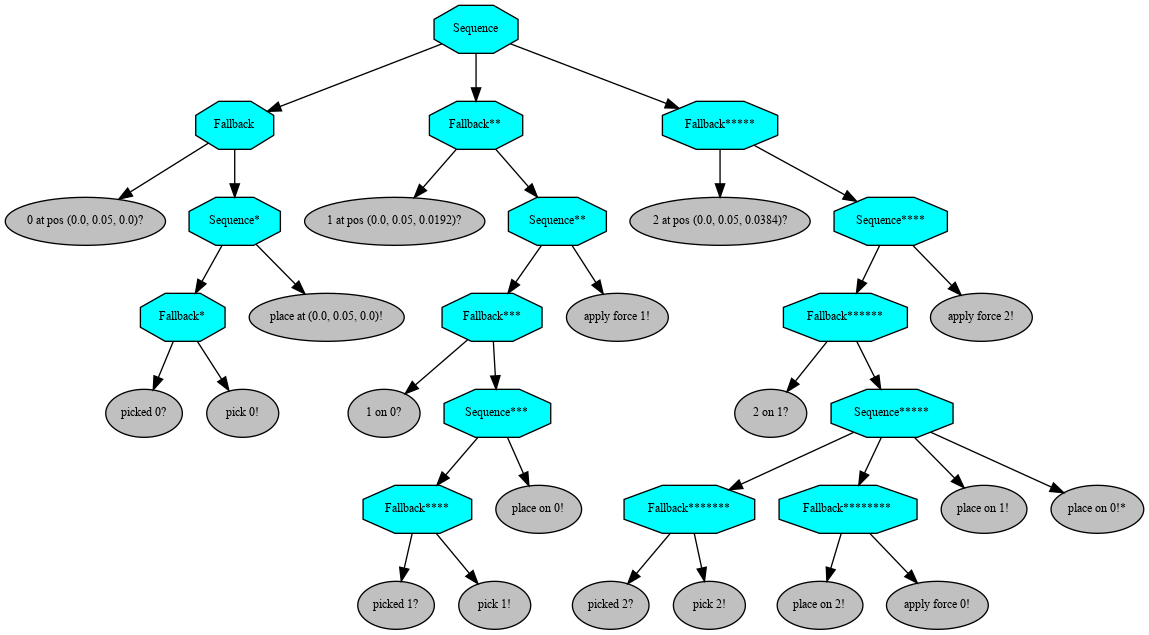 Sequence
Fallback
Fallback**
Fallback*****
0 at pos (0.0, 0.05, 0.0)?
Sequence*
1 at pos (0.0, 0.05, 0.0192)?
Sequence**
2 at pos (0.0, 0.05, 0.0384)?
Sequence****
Fallback*
place at (0.0, 0.05, 0.0)!
Fallback***
apply force 1!
Fallback******
apply force 2!
picked 0?
pick 0!
1 on 0?
Sequence***
2 on 1?
Sequence*****
Fallback****
place on 0!
Fallback*******
Fallback********
place on 1!
place on 0!*
picked 1?
pick 1!
picked 2?
pick 2!
place on 2!
apply force 0!